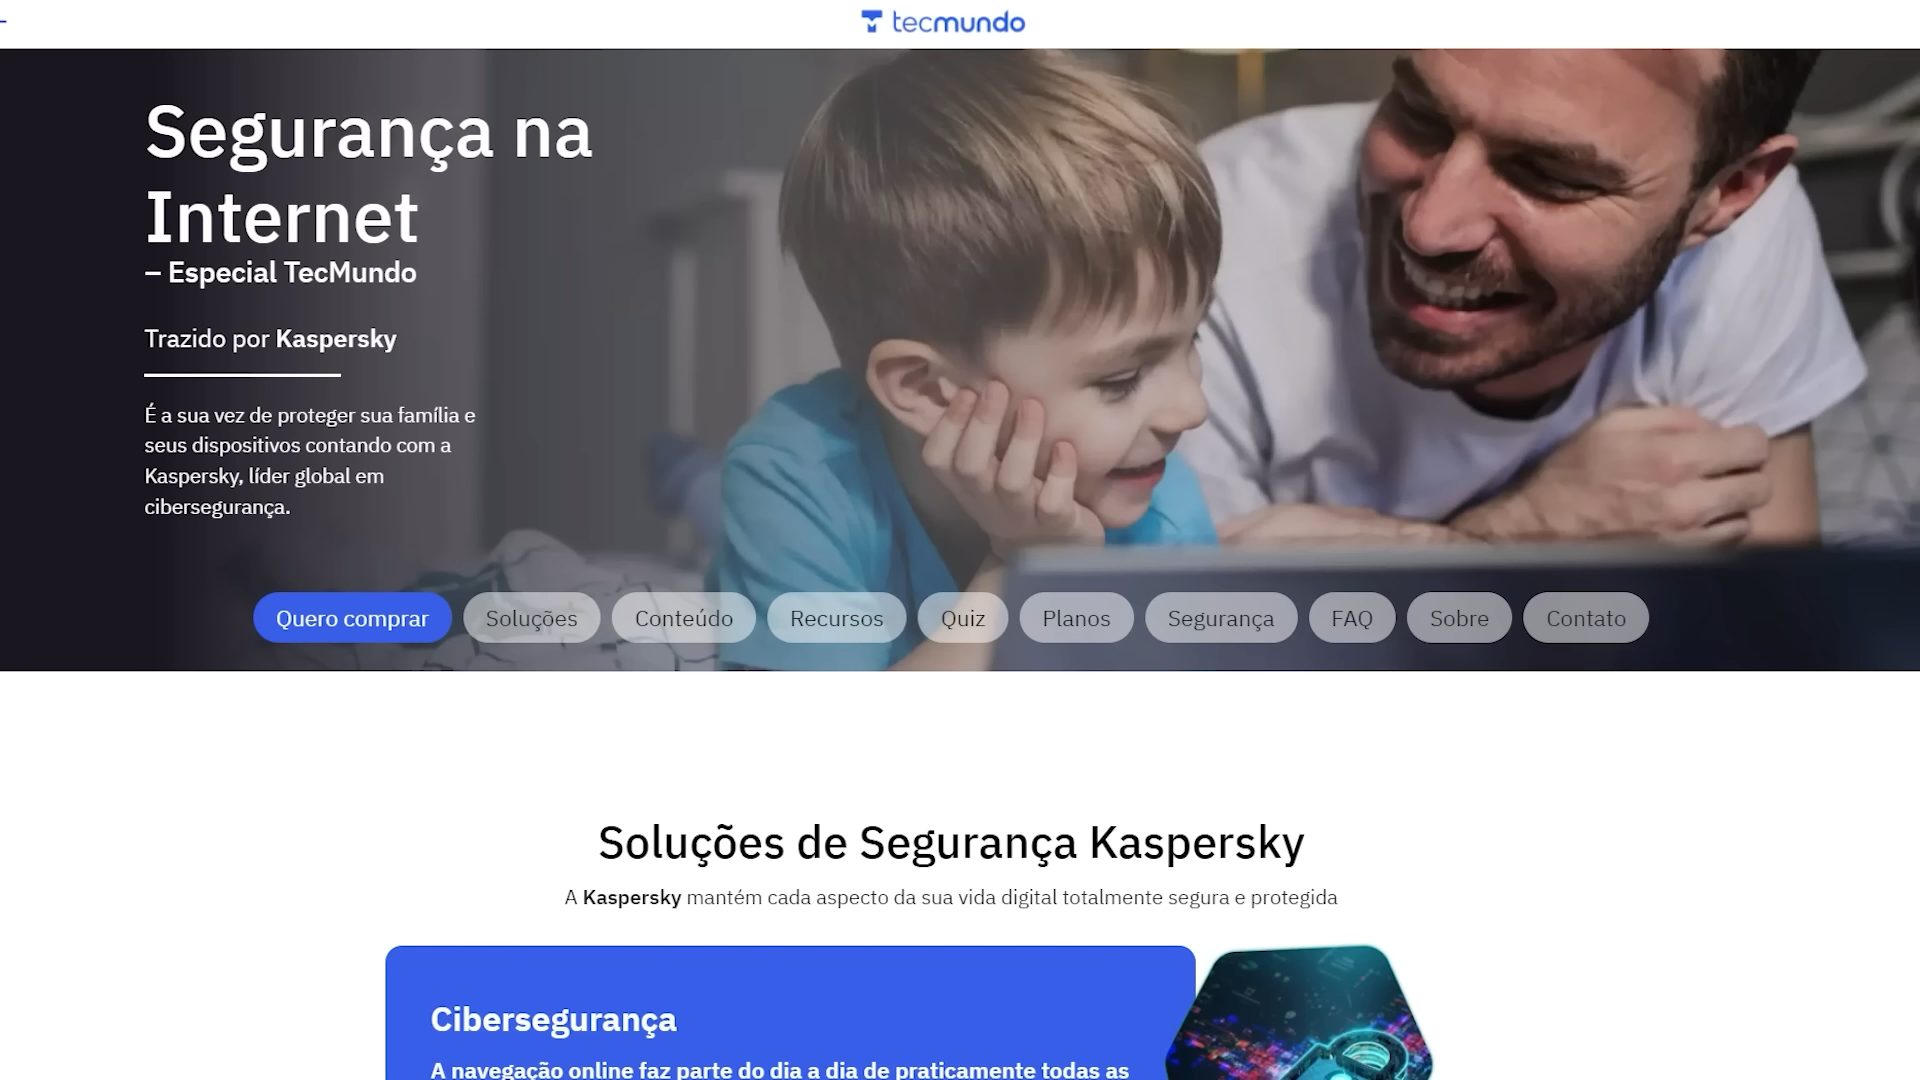 tecmundo
Segurança na
Internet
– Especial TecMundo
Trazido por Kaspersky
É a sua vez de proteger sua família e
seus dispositivos contando com a
Kaspersky, líder global em
cibersegurança.
Quero comprar
Soluções
Conteúdo
Recursos
Quiz
Planos
Segurança
FAQ
Sobre
Contato
Soluções de Segurança Kaspersky
A Kaspersky mantém cada aspecto da sua vida digital totalmente segura e protegida
Cibersegurança
A navegação online faz parte do dia a dia de praticamente todas as